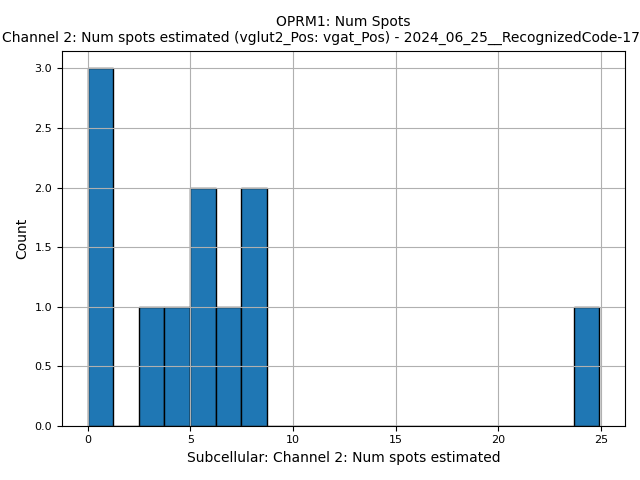 OPRM1: Num Spots
Channel 2: Num spots estimated (vglut2_Pos: vgat_Pos) - 2024_06_25__RecognizedCode-17
3.0
2.5
2.0
1.5
1.0
0.5
0.0
Count
0 5 10 15 20 25
Subcellular: Channel 2: Num spots estimated